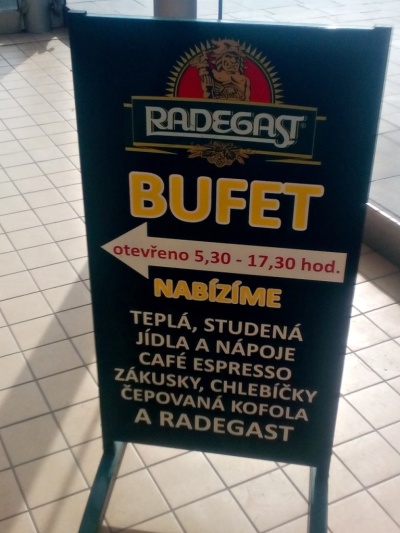 RADEGAST
BUFET
otevřeno 5,30 - 17,30 hod.
NABÍZÍME
TEPLÁ, STUDENÁ
JÍDLA A NÁPOJE
CAFÉ ESPRESSO
ZÁKUSKY, CHLEBÍČKY
ČEPOVANÁ KOFOLA
A RADEGAST